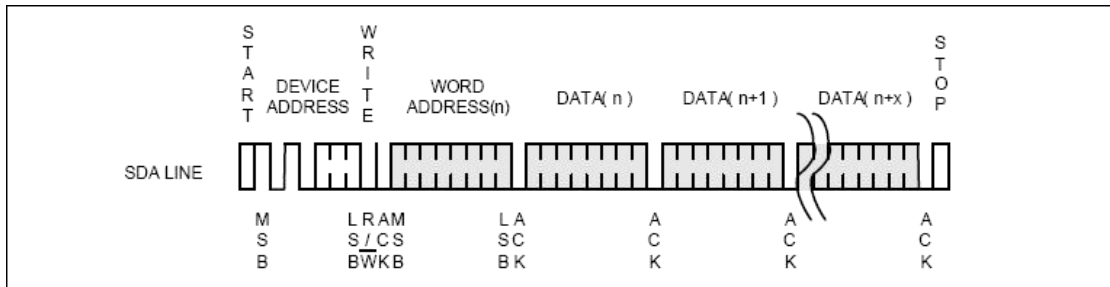 START
DEVICE
ADDRESS
WRITE
WORD
ADDRESS(n)
DATA( n )
DATA( n+1 )
DATA( n+x )
STOP
SDA LINE
MSB
LSB
R/W̅
ACK
MSB
LSB
ACK
ACK
ACK
ACK